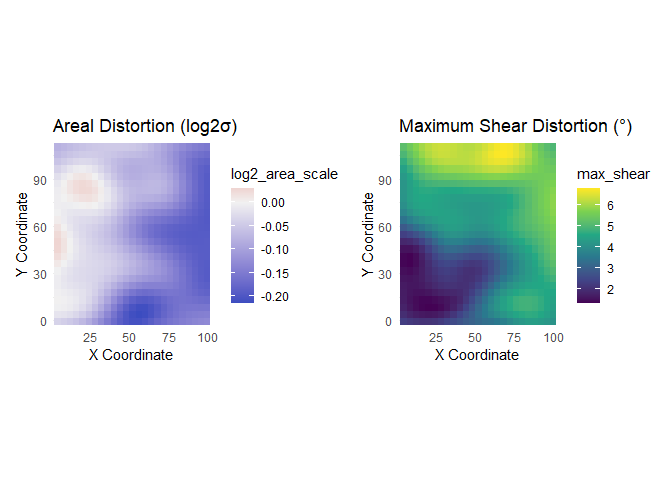 Areal Distortion (log2σ)
log2_area_scale
0.00
-0.05
-0.10
-0.15
-0.20
Y Coordinate
90
60
30
0
25 50 75 100
X Coordinate
Maximum Shear Distortion (°)
max_shear
6
5
4
3
2
Y Coordinate
90
60
30
0
25 50 75 100
X Coordinate